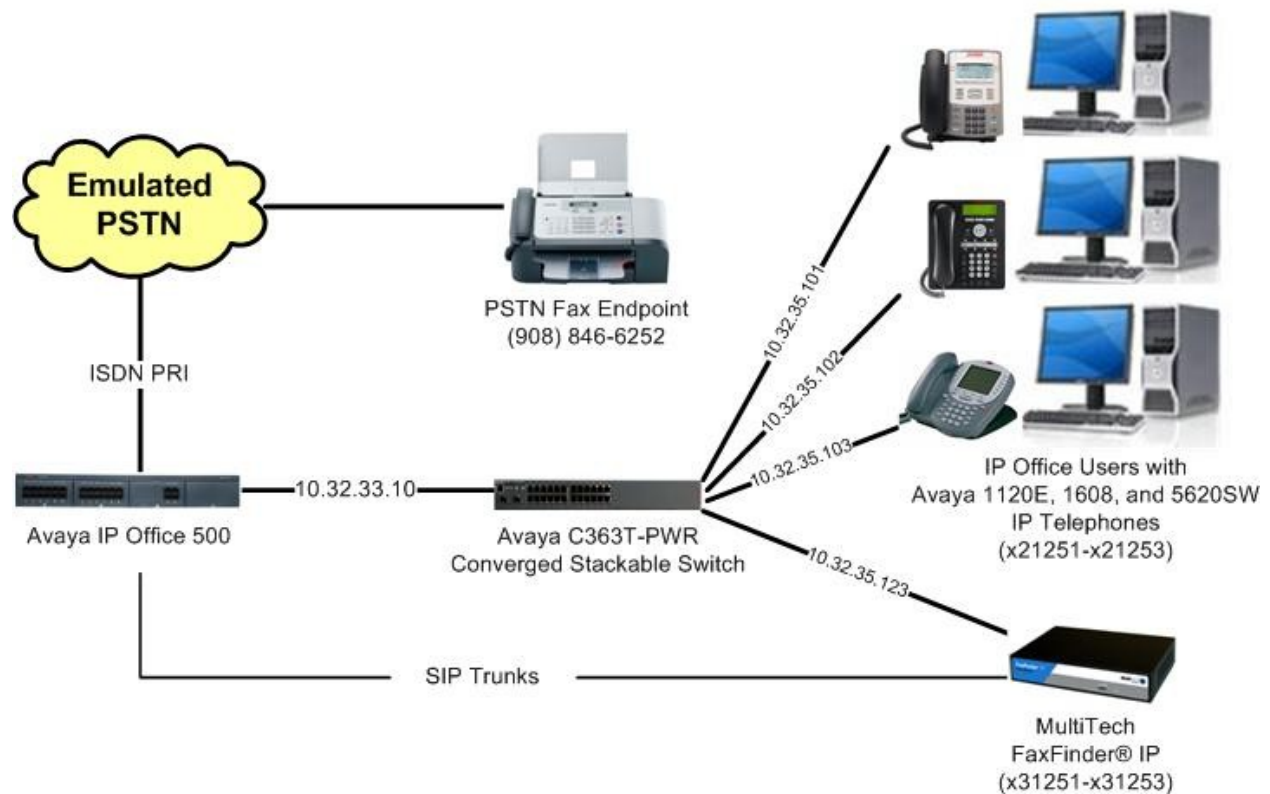 Emulated
PSTN
PSTN Fax Endpoint
(908) 846-6252
ISDN PRI
Avaya IP Office 500
10.32.33.10
Avaya C363T-PWR
Converged Stackable Switch
10.32.35.101
10.32.35.102
10.32.35.103
10.32.35.123
IP Office Users with
Avaya 1120E, 1608, and 5620SW
IP Telephones
(x21251-x21253)
SIP Trunks
MultiTech
FaxFinder® IP
(x31251-x31253)